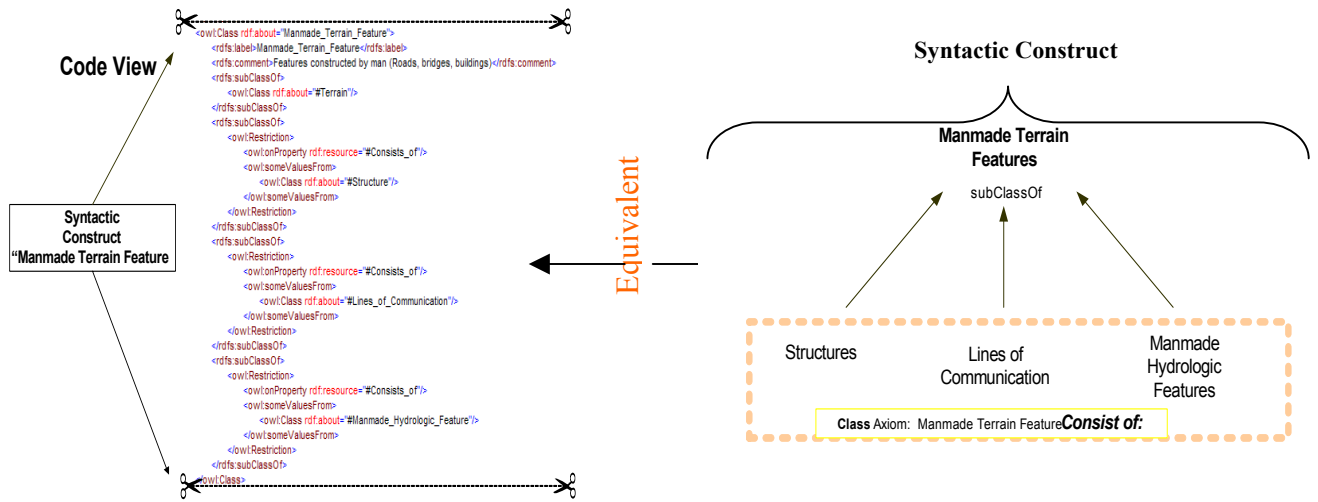 Code View
<owl:Class rdf:about="Manmade_Terrain_Feature">
<rdfs:label>Manmade_Terrain_Feature</rdfs:label>
<rdfs:comment>Features constructed by man (Roads, bridges, buildings)</rdfs:comment>
<rdfs:subClassOf>
<owl:Class rdf:about="#Terrain"/>
</rdfs:subClassOf>
<rdfs:subClassOf>
<owl:Restriction>
<owl:onProperty rdf:resource="#Consists_of"/>
<owl:someValuesFrom>
<owl:Class rdf:about="#Structure"/>
</owl:someValuesFrom>
</owl:Restriction>
</rdfs:subClassOf>
<rdfs:subClassOf>
<owl:Restriction>
<owl:onProperty rdf:resource="#Consists_of"/>
<owl:someValuesFrom>
<owl:Class rdf:about="#Lines_of_Communication"/>
</owl:someValuesFrom>
</owl:Restriction>
</rdfs:subClassOf>
<rdfs:subClassOf>
<owl:Restriction>
<owl:onProperty rdf:resource="#Consists_of"/>
<owl:someValuesFrom>
<owl:Class rdf:about="#Manmade_Hydrologic_Feature"/>
</owl:someValuesFrom>
</owl:Restriction>
</rdfs:subClassOf>
</owl:Class>
Syntactic
Construct
“Manmade Terrain Feature
Equivalent
Syntactic Construct
Manmade Terrain
Features
subClassOf
Structures
Lines of
Communication
Manmade
Hydrologic
Features
Class Axiom: Manmade Terrain Feature Consist of: